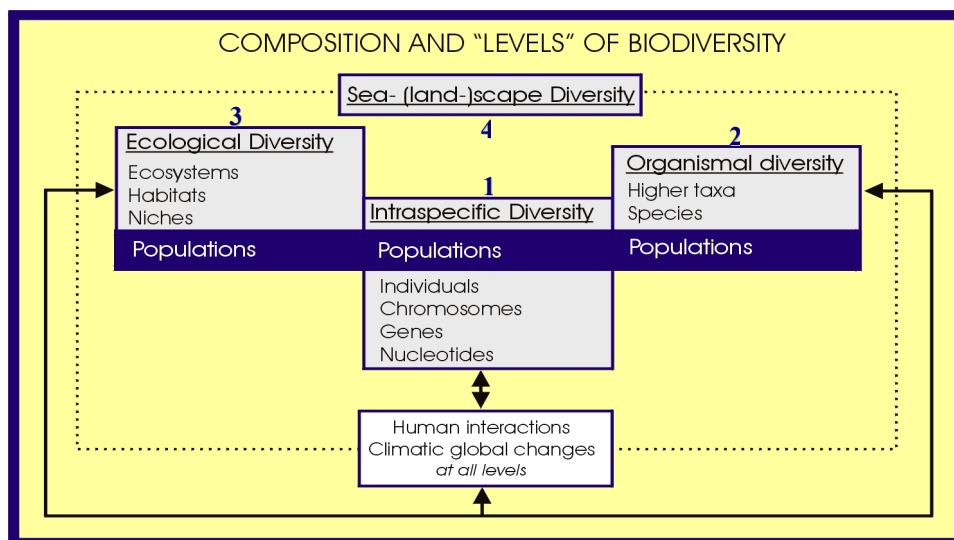 COMPOSITION AND “LEVELS” OF BIODIVERSITY
Sea- (land-)scape Diversity
4
3
Ecological Diversity
Ecosystems
Habitats
Niches
Populations
1
Intraspecific Diversity
Populations
Individuals
Chromosomes
Genes
Nucleotides
2
Organismal diversity
Higher taxa
Species
Populations
Human interactions
Climatic global changes
at all levels